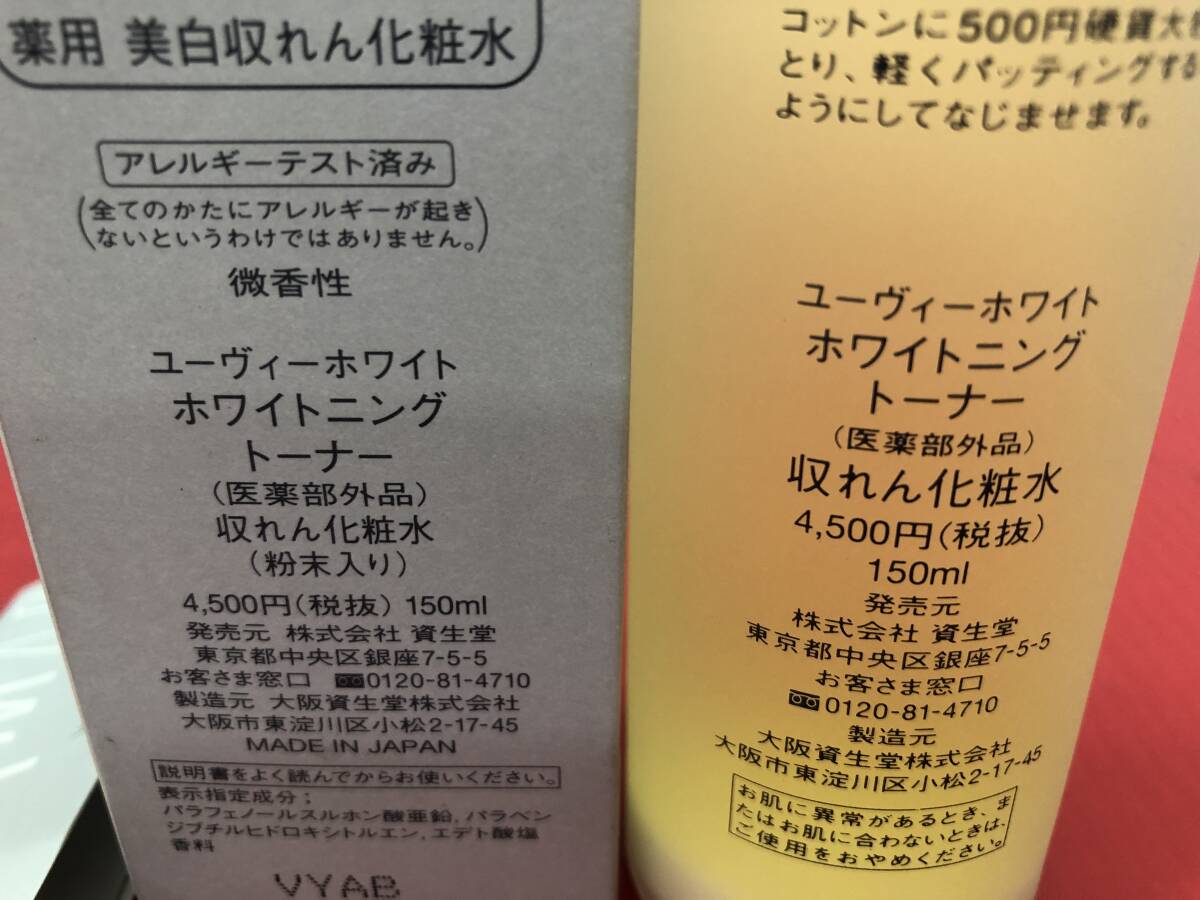 薬用 美白収れん化粧水
アレルギーテスト済み
(全てのかたにアレルギーが起き
ないというわけではありません。)
微香性
ユーヴィーホワイト
ホワイトニング
トーナー
(医薬部外品)
収れん化粧水
(粉末入り)
4,500円(税抜) 150ml
発売元 株式会社 資生堂
東京都中央区銀座7-5-5
お客さま窓口 0120-81-4710
製造元 大阪資生堂株式会社
大阪市東淀川区小松2-17-45
MADE IN JAPAN
説明書をよく読んでからお使いください。
表示指定成分;
パラフェノールスルホン酸亜鉛, パラベン
ジブチルヒドロキシトルエン, エデト酸塩
香料
VYAB
コットンに500円硬貨大
とり、軽くパッティングする
ようにしてなじませます。
ユーヴィーホワイト
ホワイトニング
トーナー
(医薬部外品)
収れん化粧水
4,500円(税抜)
150ml
発売元
株式会社 資生堂
東京都中央区銀座7-5-5
お客さま窓口
0120-81-4710
製造元
大阪資生堂株式会社
大阪市東淀川区小松2-17-45
お肌に異常があるとき、ま
たはお肌に合わないときは、
ご使用をおやめください。